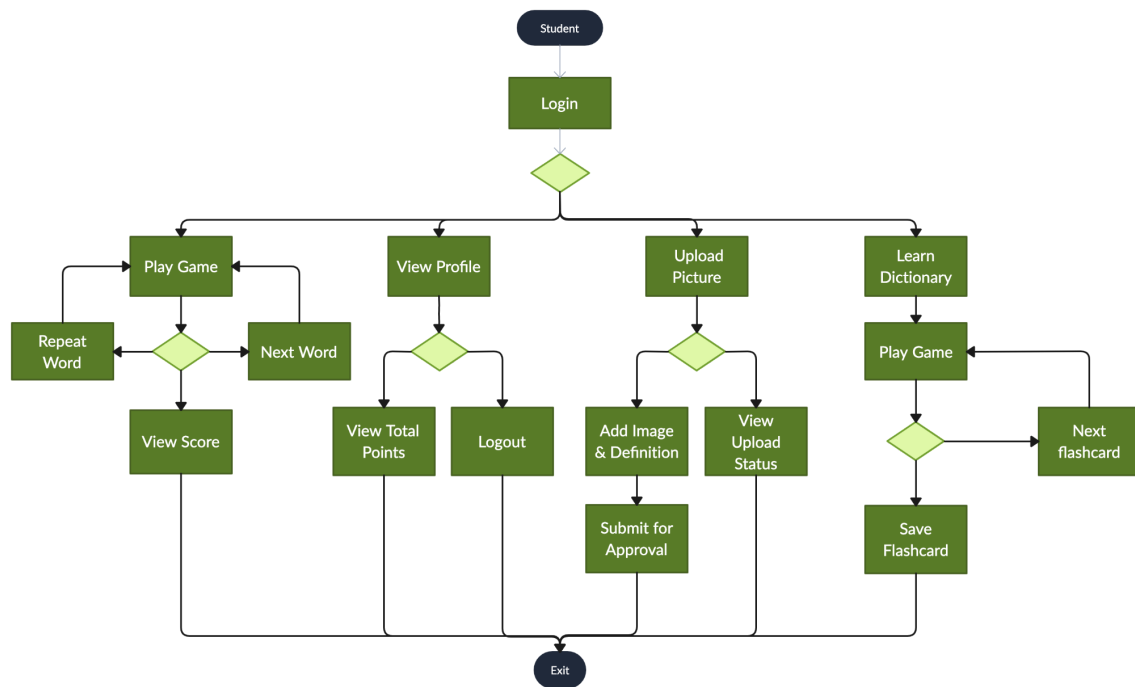 Student
Login
Play Game
View Profile
Upload
Picture
Learn
Dictionary
Repeat
Word
Next Word
Play Game
View Score
View Total
Points
Logout
Add Image
& Definition
View
Upload
Status
Next
flashcard
Submit for
Approval
Save
Flashcard
Exit